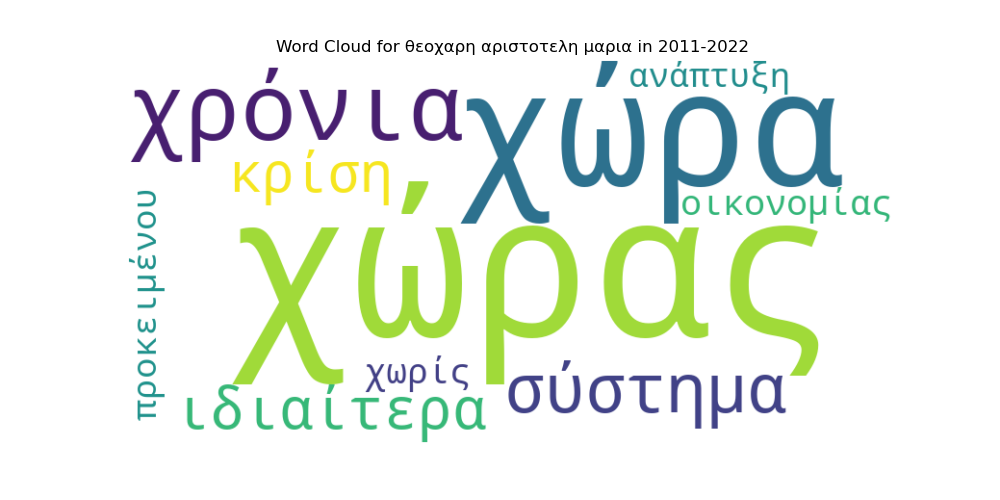 Word Cloud for θεοχαρη αριστοτελη μαρια in 2011-2022
ανάπτυξη
χρόνια
χώρα
κρίση
οικονομίας
προκειμένου
χώρας
χωρίς
σύστημα
ιδιαίτερα